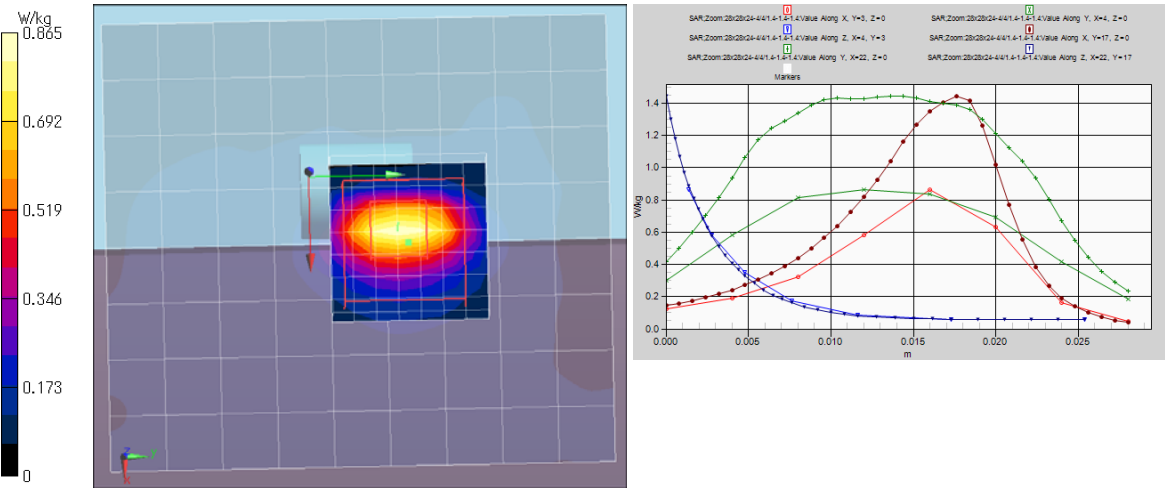 W/kg
0.865
0.692
0.519
0.346
0.173
0
Z
Y
X
SAR;Zoom:28x28x24-4/4/1.4-1.4-1.4:Value Along X, Y=3, Z=0
SAR;Zoom:28x28x24-4/4/1.4-1.4-1.4:Value Along Y, X=4, Z=0
SAR;Zoom:28x28x24-4/4/1.4-1.4-1.4:Value Along Z, X=4, Y=3
SAR;Zoom:28x28x24-4/4/1.4-1.4-1.4:Value Along X, Y=17, Z=0
SAR;Zoom:28x28x24-4/4/1.4-1.4-1.4:Value Along Y, X=22, Z=0
SAR;Zoom:28x28x24-4/4/1.4-1.4-1.4:Value Along Z, X=22, Y=17
Markers
1.4
1.2
1.0
0.8
0.6
0.4
0.2
0.0
W/kg
0.000
0.005
0.010
0.015
0.020
0.025
m